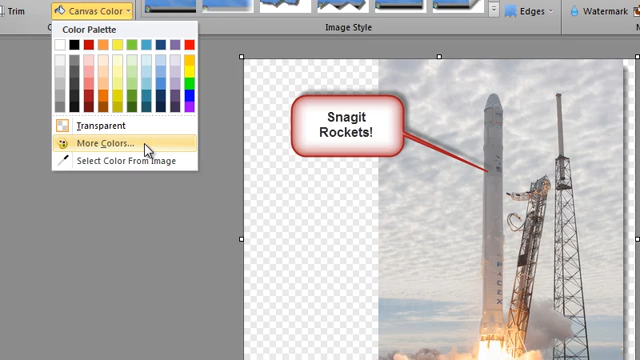 Trim
Canvas Color
Edges
Watermark
Image Style
Color Palette
Transparent
More Colors...
Select Color From Image
Snagit
Rockets!